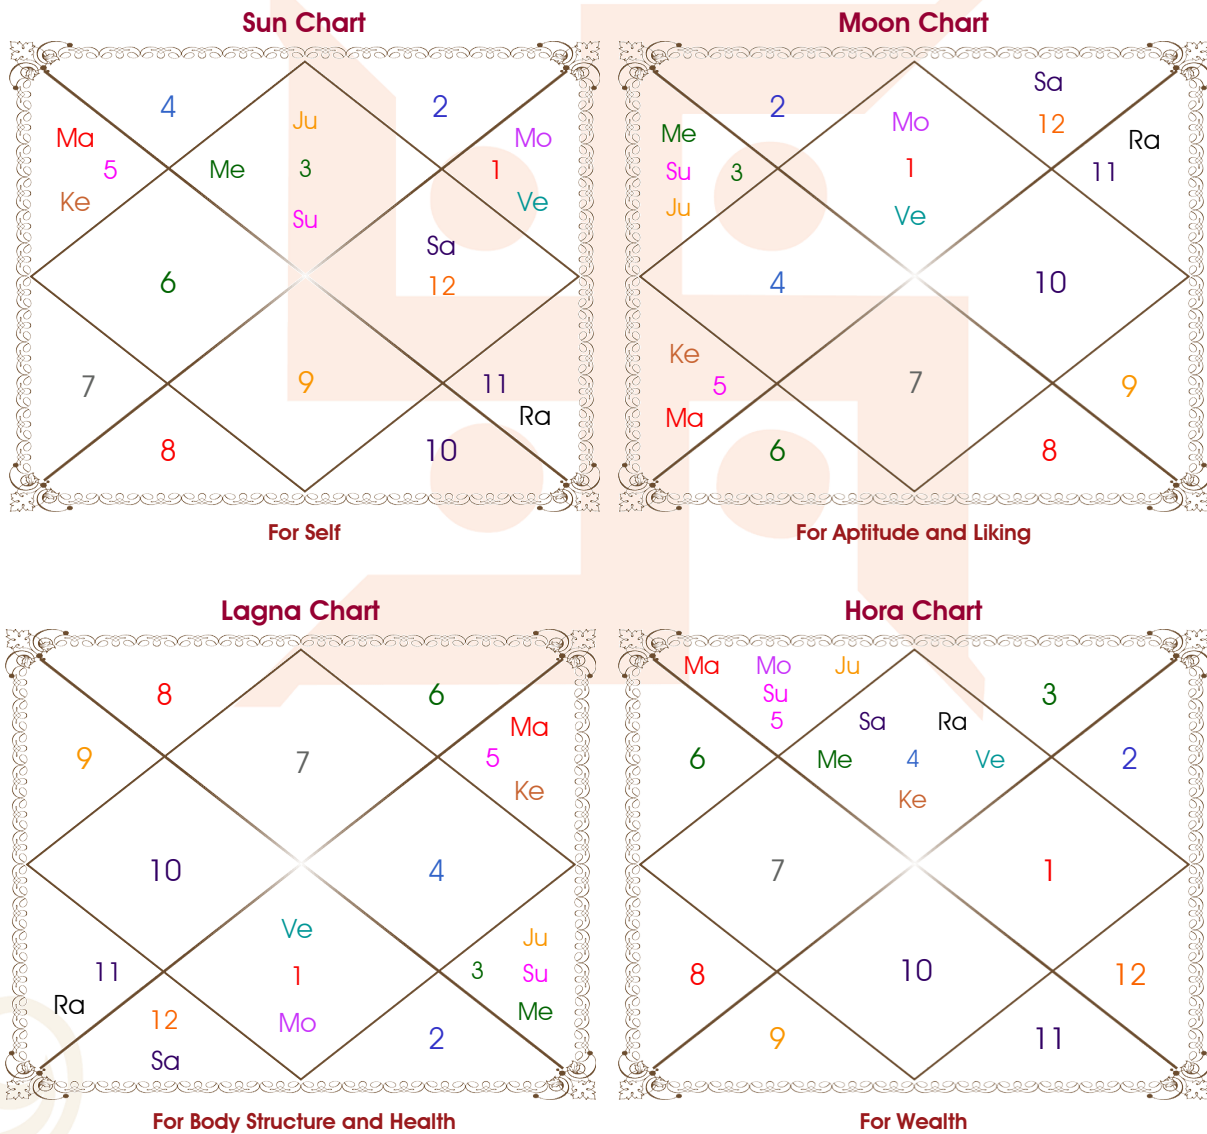 Sun Chart
4
Ju
2
Ma
Mo
5
Me
3
1
Ke
Su
Ve
Sa
6
12
7
9
11
Ra
8
10
For Self
Moon Chart
Sa
2
Mo
12
Me
Ra
Su
3
1
11
Ju
Ve
4
10
Ke
5
7
9
Ma
6
8
For Aptitude and Liking
Lagna Chart
8
6
Ma
9
7
5
Ke
10
4
Ve
Ju
11
1
3
Su
Ra
Me
12
Mo
2
Sa
For Body Structure and Health
Hora Chart
Ma Mo Ju
Su
3
5
Sa
Ra
6
Me
4
Ve
2
Ke
7
1
8
10
12
9
11
For Wealth